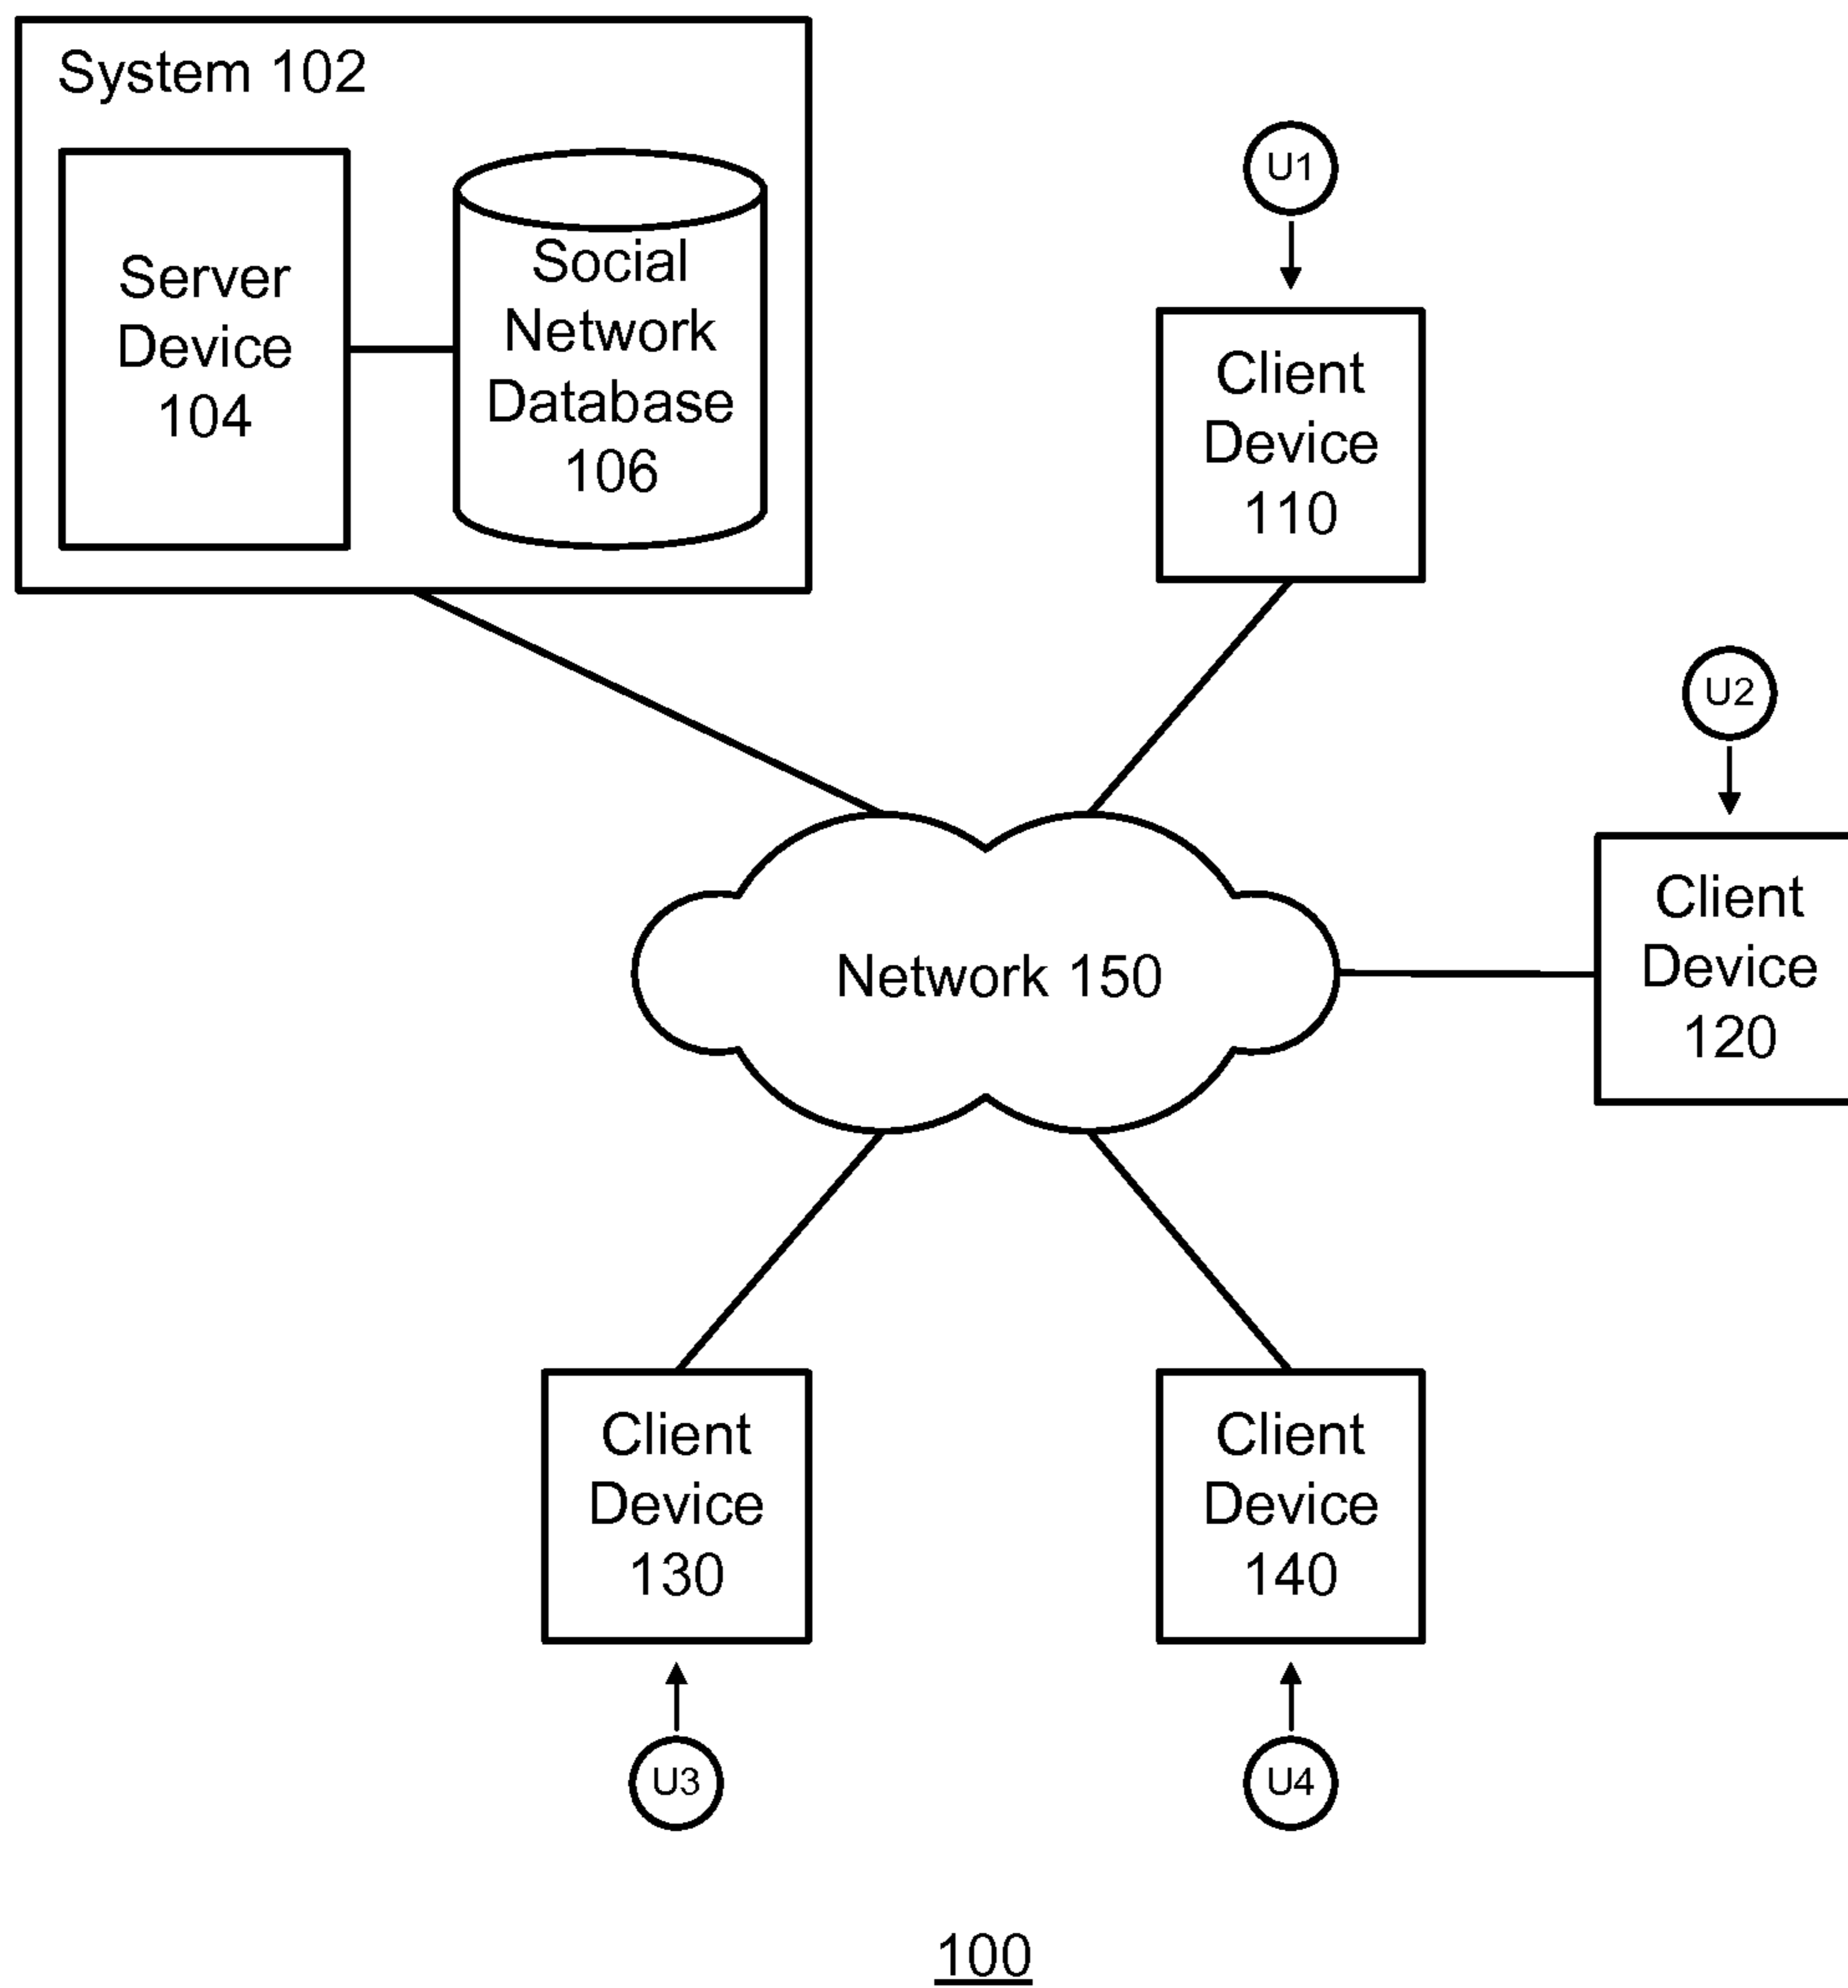 System 102
Server
Device
104
Social
Network
Database
106
U1
Client
Device
110
U2
Client
Device
120
Network 150
Client
Device
130
Client
Device
140
U3
U4
100